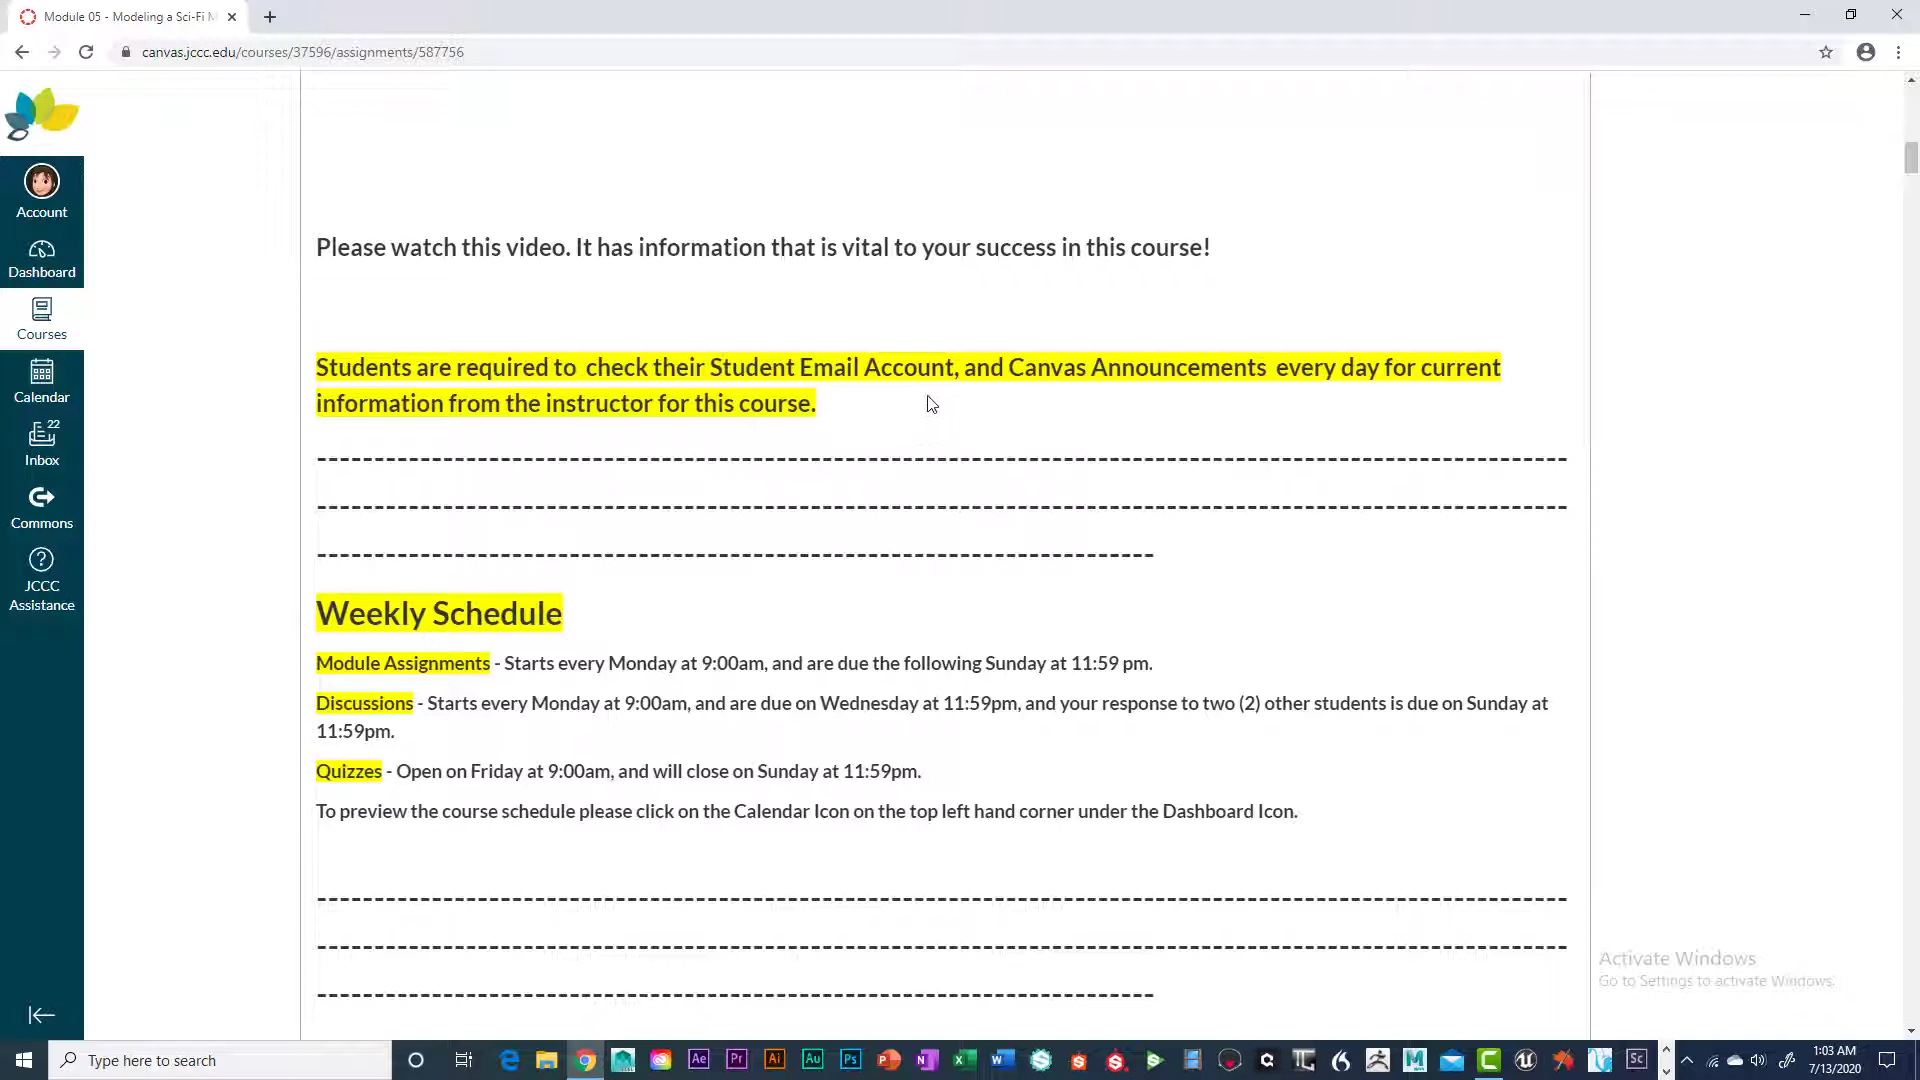 Module 05 - Modeling a Sci-Fi M
canvas.jccc.edu/courses/37596/assignments/587756
Account
Dashboard
Courses
Calendar
22
Inbox
Commons
JCCC
Assistance
Please watch this video. It has information that is vital to your success in this course!
Students are required to check their Student Email Account, and Canvas Announcements every day for current
information from the instructor for this course.
--------------------------------------------------------------------------------------------------------------
--------------------------------------------------------------------------------------------------------------
--------------------------------------------------------------------------
Weekly Schedule
Module Assignments - Starts every Monday at 9:00am, and are due the following Sunday at 11:59 pm.
Discussions - Starts every Monday at 9:00am, and are due on Wednesday at 11:59pm, and your response to two (2) other students is due on Sunday at
11:59pm.
Quizzes - Open on Friday at 9:00am, and will close on Sunday at 11:59pm.
To preview the course schedule please click on the Calendar Icon on the top left hand corner under the Dashboard Icon.
--------------------------------------------------------------------------------------------------------------
--------------------------------------------------------------------------------------------------------------
--------------------------------------------------------------------------
Activate Windows
Go to Settings to activate Windows.
Type here to search
Ae
Pr
Ai
Au
Ps
Sc
1:03 AM
7/13/2020